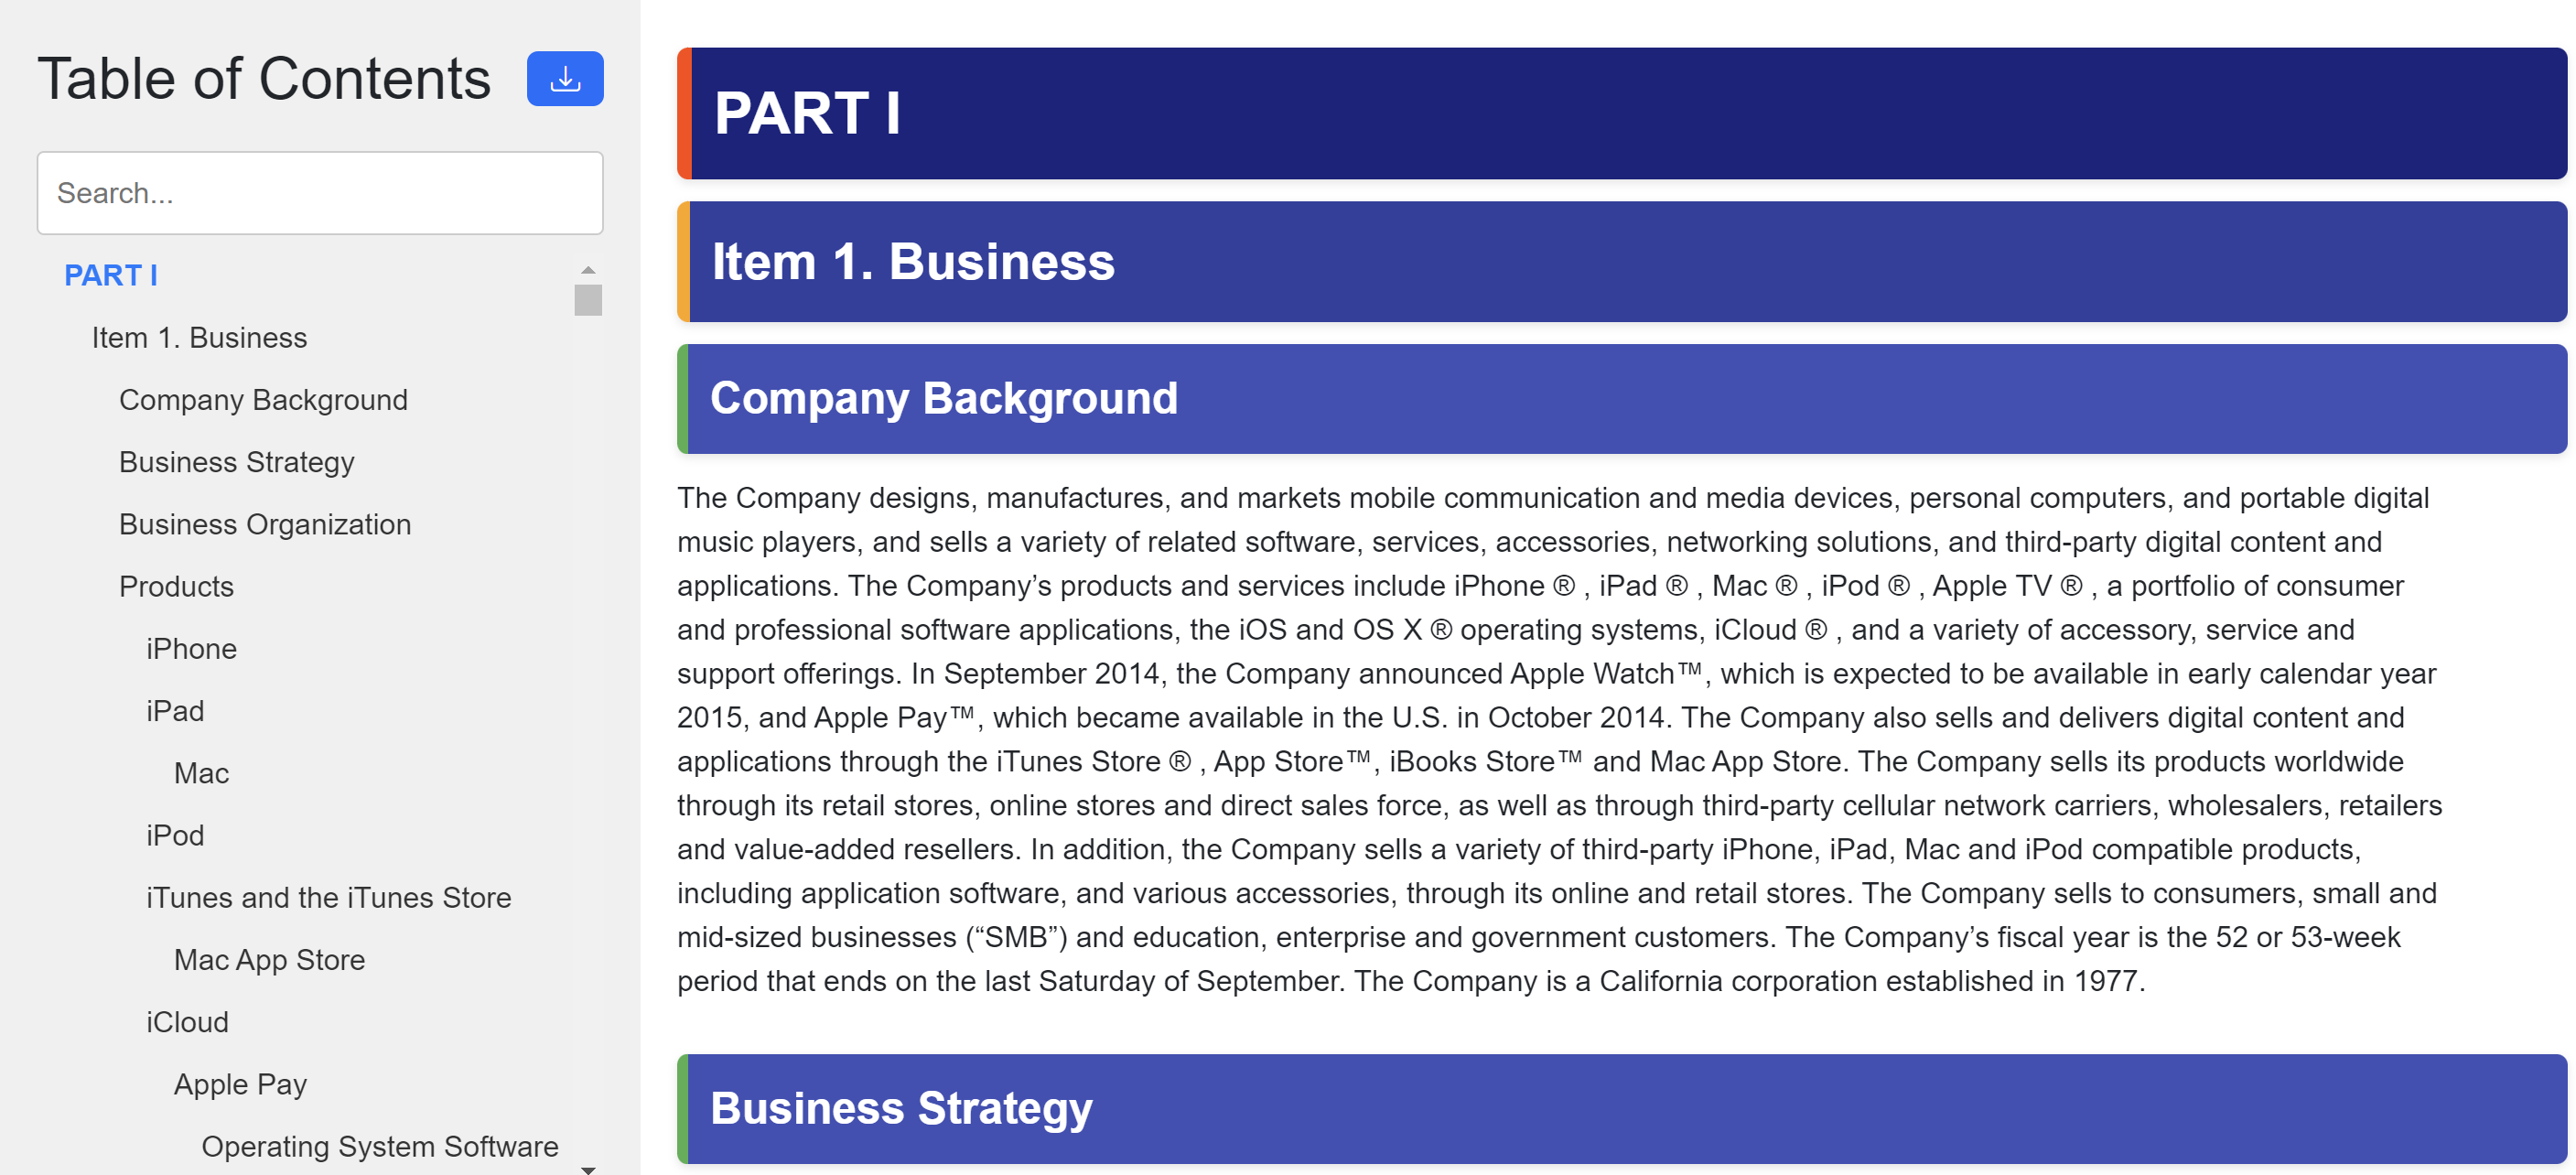 Table of Contents
Search...
PART I
Item 1. Business
Company Background
Business Strategy
Business Organization
Products
iPhone
iPad
Mac
iPod
iTunes and the iTunes Store
Mac App Store
iCloud
Apple Pay
Operating System Software
PART I
Item 1. Business
Company Background
The Company designs, manufactures, and markets mobile communication and media devices, personal computers, and portable digital
music players, and sells a variety of related software, services, accessories, networking solutions, and third-party digital content and
applications. The Company’s products and services include iPhone ® , iPad ® , Mac ® , iPod ® , Apple TV ® , a portfolio of consumer
and professional software applications, the iOS and OS X ® operating systems, iCloud ® , and a variety of accessory, service and
support offerings. In September 2014, the Company announced Apple Watch™, which is expected to be available in early calendar year
2015, and Apple Pay™, which became available in the U.S. in October 2014. The Company also sells and delivers digital content and
applications through the iTunes Store ® , App Store™, iBooks Store™ and Mac App Store. The Company sells its products worldwide
through its retail stores, online stores and direct sales force, as well as through third-party cellular network carriers, wholesalers, retailers
and value-added resellers. In addition, the Company sells a variety of third-party iPhone, iPad, Mac and iPod compatible products,
including application software, and various accessories, through its online and retail stores. The Company sells to consumers, small and
mid-sized businesses (“SMB”) and education, enterprise and government customers. The Company’s fiscal year is the 52 or 53-week
period that ends on the last Saturday of September. The Company is a California corporation established in 1977.
Business Strategy